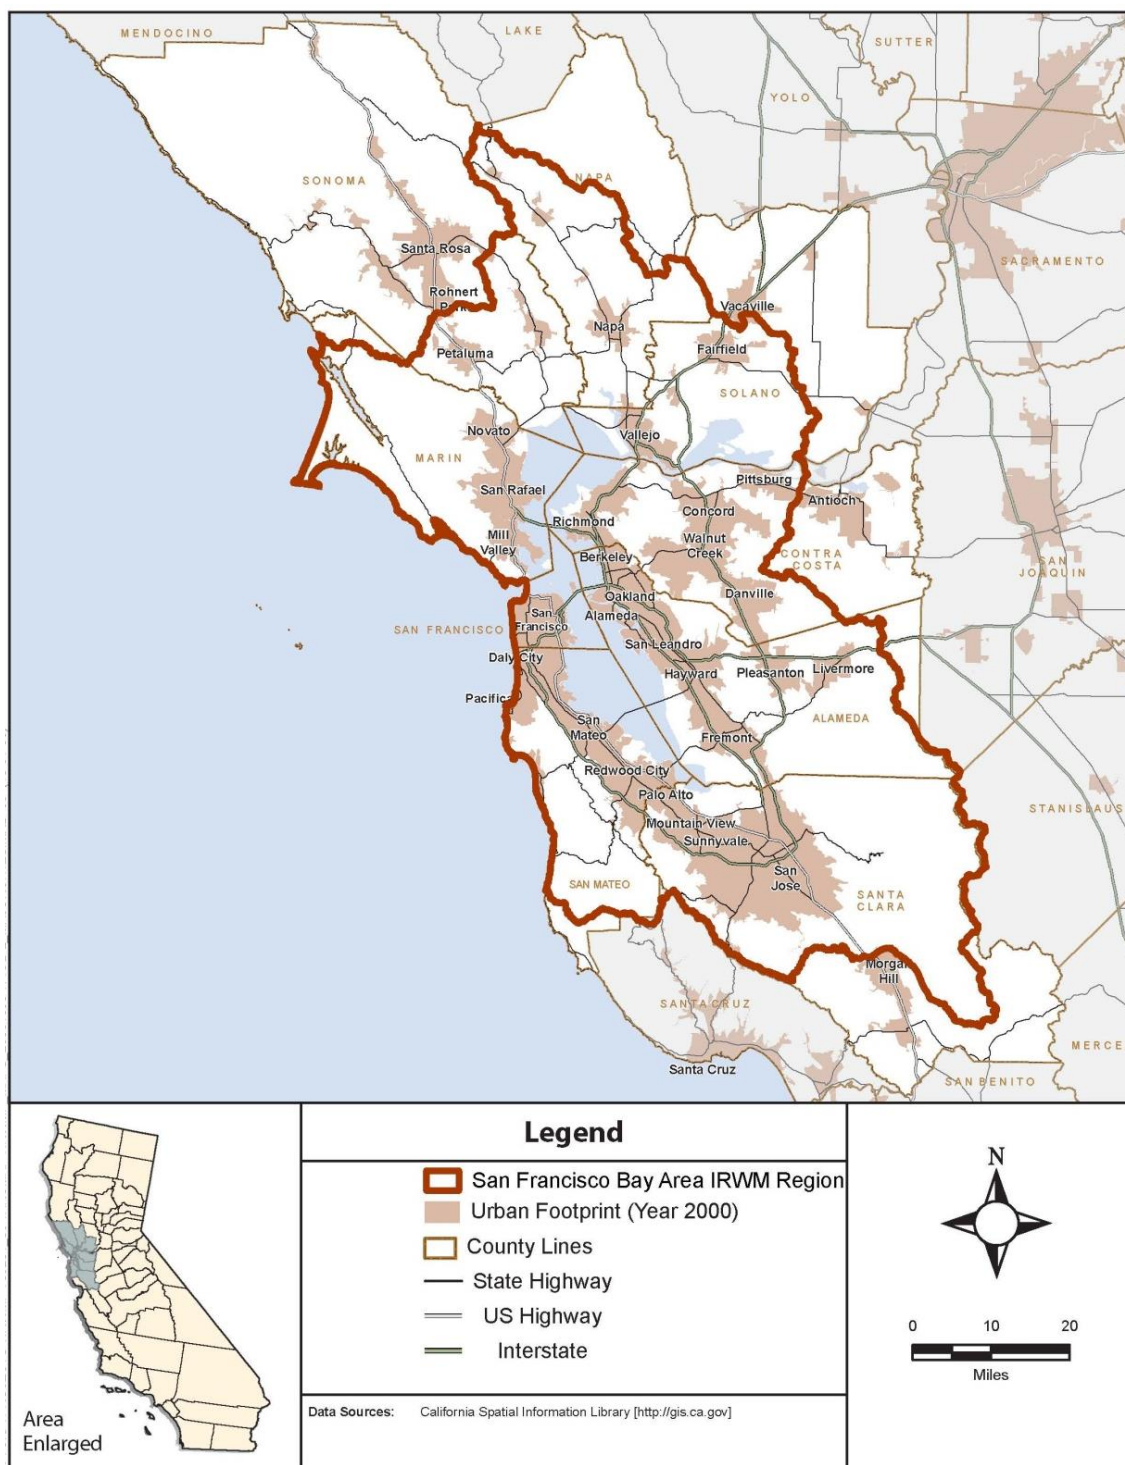 MENDOCINO
LAKE
SUTTER
YOLO
SONOMA
NAPA
Santa Rosa
SACRAMENTO
Rohnert
Park
Vacaville
Napa
Petaluma
Fairfield
SOLANO
Novato
Vallejo
MARIN
San Rafael
Pittsburg
Antioch
Richmond
Concord
Mill
Valley
Walnut
Creek
Berkeley
CONTRA
COSTA
SAN
JOAQUIN
Oakland
Danville
Alameda
San
Francisco
SAN FRANCISCO
San Leandro
Daly City
Hayward
Pleasanton
Livermore
Pacifica
San
Mateo
ALAMEDA
Fremont
Redwood City
Palo Alto
STANISLAUS
Mountain View
Sunnyvale
San
Jose
SAN MATEO
SANTA
CLARA
Morgan
Hill
SANTA CRUZ
MERCE
Santa Cruz
SAN BENITO
Legend
San Francisco Bay Area IRWM Region
Urban Footprint (Year 2000)
County Lines
State Highway
US Highway
Interstate
Data Sources: California Spatial Information Library [http://gis.ca.gov]
Area
Enlarged
N
0 10 20
Miles